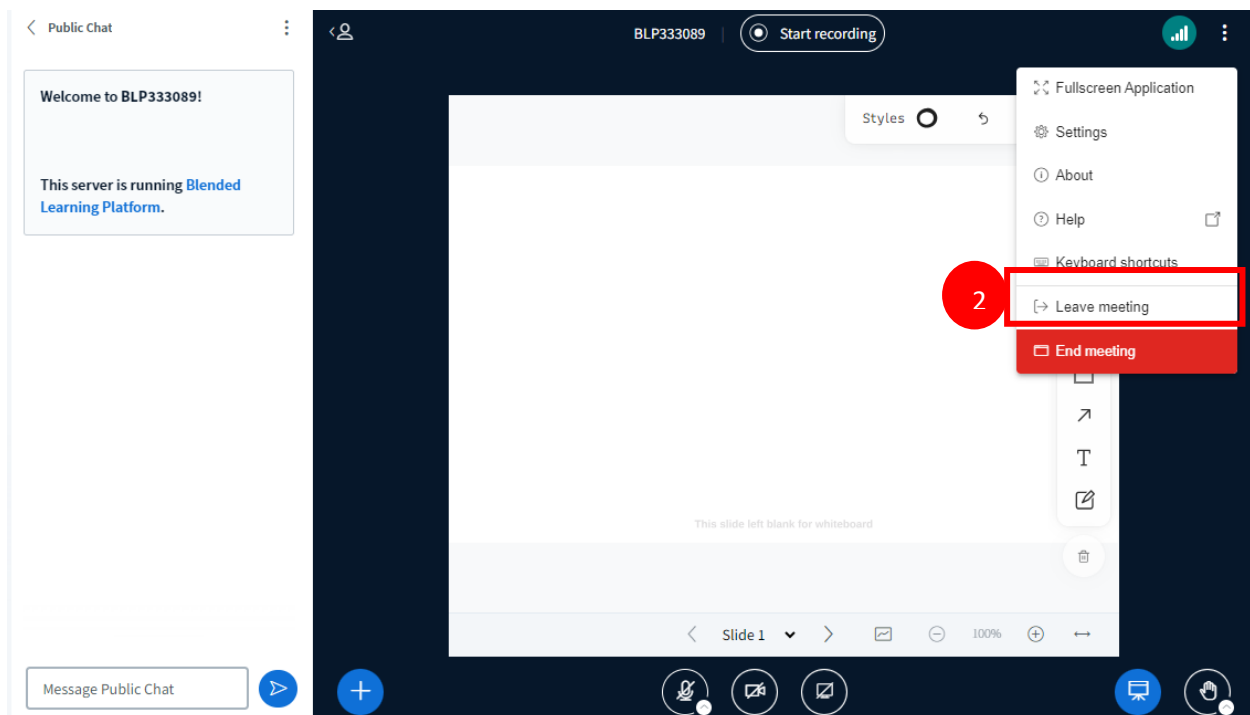 Public Chat
Welcome to BLP333089!
This server is running Blended
Learning Platform.
Message Public Chat
BLP333089
Start recording
Styles
Fullscreen Application
Settings
About
Help
Keyboard shortcuts
2
Leave meeting
End meeting
T
This slide left blank for whiteboard
Slide 1
100%